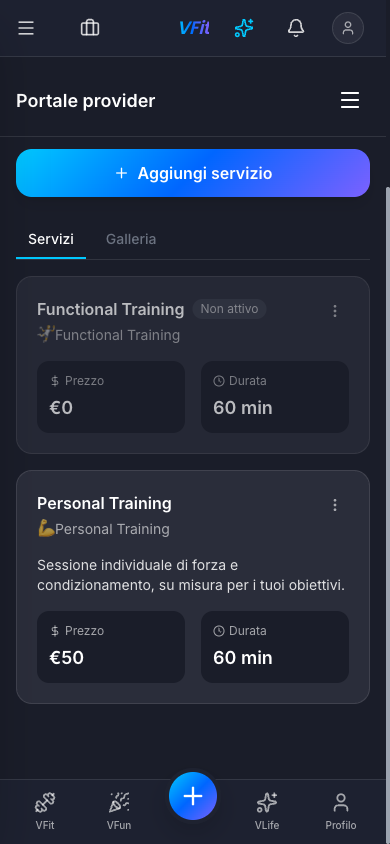 VFit
Portale provider
Aggiungi servizio
Servizi
Galleria
Functional Training
Non attivo
Functional Training
Prezzo
Durata
€0
60 min
Personal Training
Personal Training
Sessione individuale di forza e
condizionamento, su misura per i tuoi obiettivi.
Prezzo
Durata
€50
60 min
VFit
VFun
VLife
Profilo